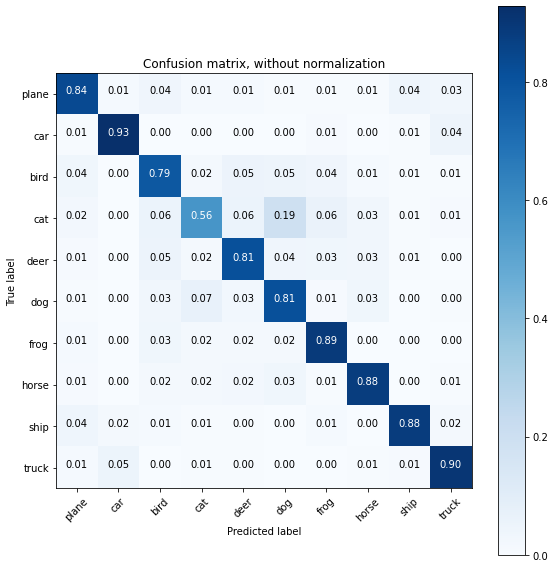 Confusion matrix, without normalization
plane 0.84 0.01 0.04 0.01 0.01 0.01 0.01 0.01 0.04 0.03
car 0.01 0.93 0.00 0.00 0.00 0.00 0.01 0.00 0.01 0.04
bird 0.04 0.00 0.79 0.02 0.05 0.05 0.04 0.01 0.01 0.01
cat 0.02 0.00 0.06 0.56 0.06 0.19 0.06 0.03 0.01 0.01
deer 0.01 0.00 0.05 0.02 0.81 0.04 0.03 0.03 0.01 0.00
dog 0.01 0.00 0.03 0.07 0.03 0.81 0.01 0.03 0.00 0.00
frog 0.01 0.00 0.03 0.02 0.02 0.02 0.89 0.00 0.00 0.00
horse 0.01 0.00 0.02 0.02 0.02 0.03 0.01 0.88 0.00 0.01
ship 0.04 0.02 0.01 0.01 0.00 0.00 0.01 0.00 0.88 0.02
truck 0.01 0.05 0.00 0.01 0.00 0.00 0.00 0.01 0.01 0.90
plane car bird cat deer dog frog horse ship truck
True label
Predicted label
0.8
0.6
0.4
0.2
0.0